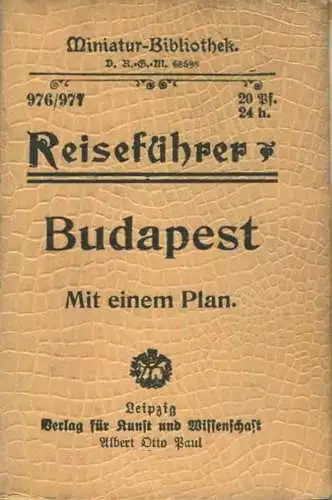 Miniatur-Bibliothek.
D. R.-G.-M. 68698
976/977 20 Pf.
24 h.
Reiseführer
Budapest
Mit einem Plan.
Leipzig
Verlag für Kunst und Wissenschaft
Albert Otto Paul